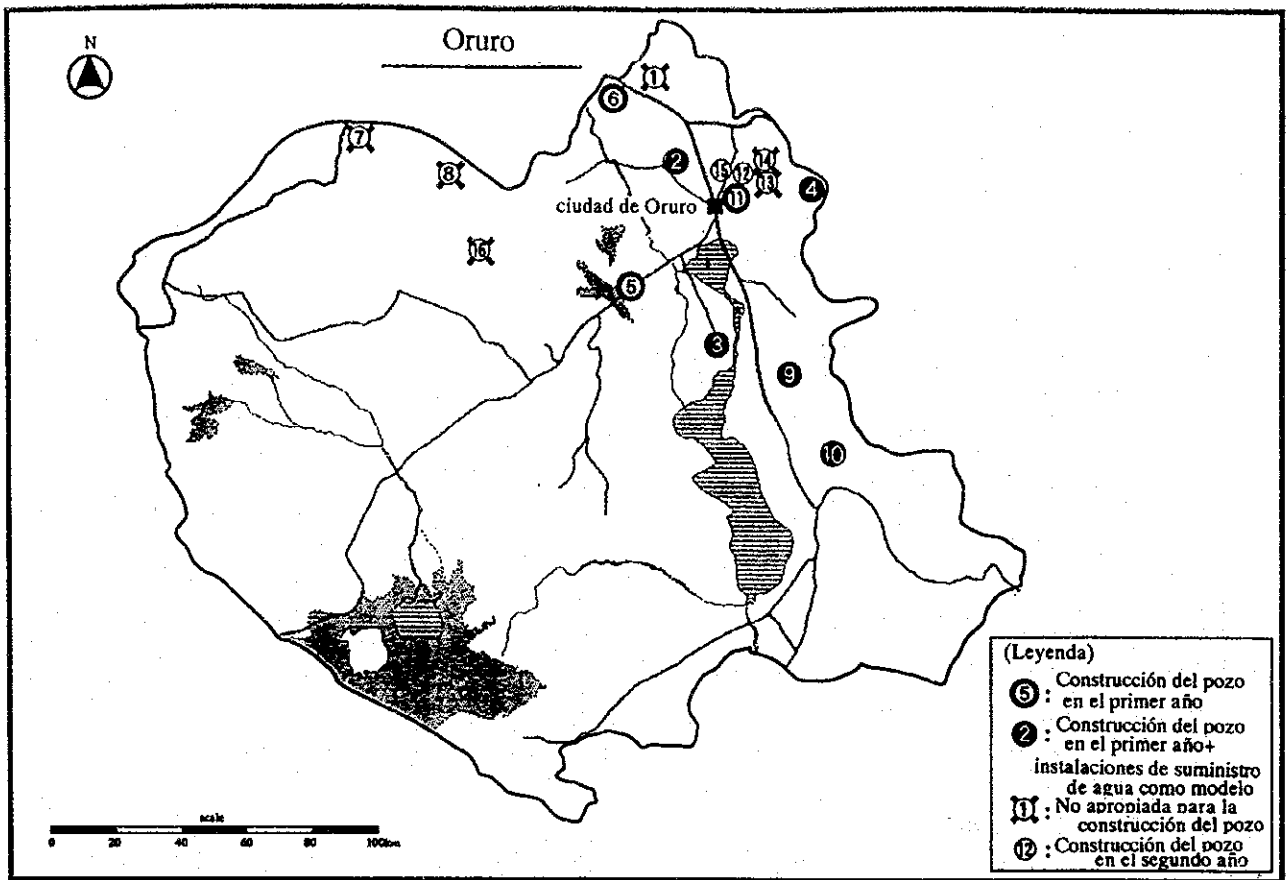 Oruro
N
1
6
7
14
2
15
12
8
13
4
11
ciudad de Oruro
16
5
3
9
10
(Leyenda)
5 : Construcción del pozo
en el primer año
2 : Construcción del pozo
en el primer año+
instalaciones de suministro
de agua como modelo
1 : No apropiada para la
construcción del pozo
12 : Construcción del pozo
en el segundo año
scale
0 20 40 60 80 100km